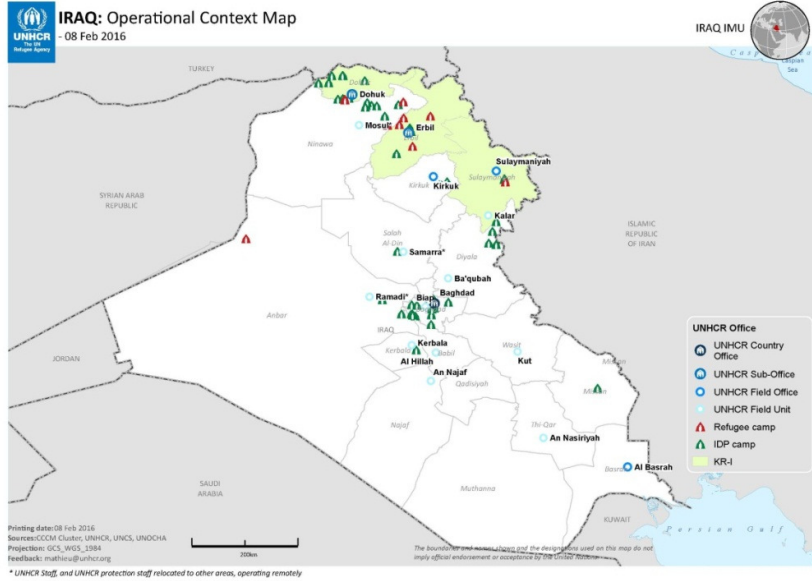 UNHCR
The UN
Refugee Agency
IRAQ: Operational Context Map
- 08 Feb 2016
IRAQ IMU
Caspian
Sea
TURKEY
Dohuk
Mosul
Erbil
Ninewa
Sulaymaniyah
Sulaymaniyah
Kirkuk
Kirkuk
SYRIAN ARAB
REPUBLIC
Kalar
ISLAMIC
REPUBLIC
OF IRAN
Salah
Al-Din
Samarra*
Diyala
Ba'qubah
Ramadi*
Biap
Baghdad
Anbar
IRAQ
JORDAN
Kerbala
Kerbala
Babil
Al Hillah
Wasit
Kut
An Najaf
Qadisiyah
Najaf
Thi-Qar
An Nasiriyah
Al Basrah
Muthanna
SAUDI
ARABIA
KUWAIT
Persian Gulf
UNHCR Office
UNHCR Country
Office
UNHCR Sub-Office
UNHCR Field Office
UNHCR Field Unit
Refugee camp
IDP camp
KR-I
Printing date:08 Feb 2016
Sources:CCCM Cluster, UNHCR, UNCS, UNOCHA
Projection: GCS_WGS_1984
Feedback: mathieu@unhcr.org
200km
The boundaries and names shown and the designations used on this map do not
imply official endorsement or acceptance by the United Nations
* UNHCR Staff, and UNHCR protection staff relocated to other areas, operating remotely